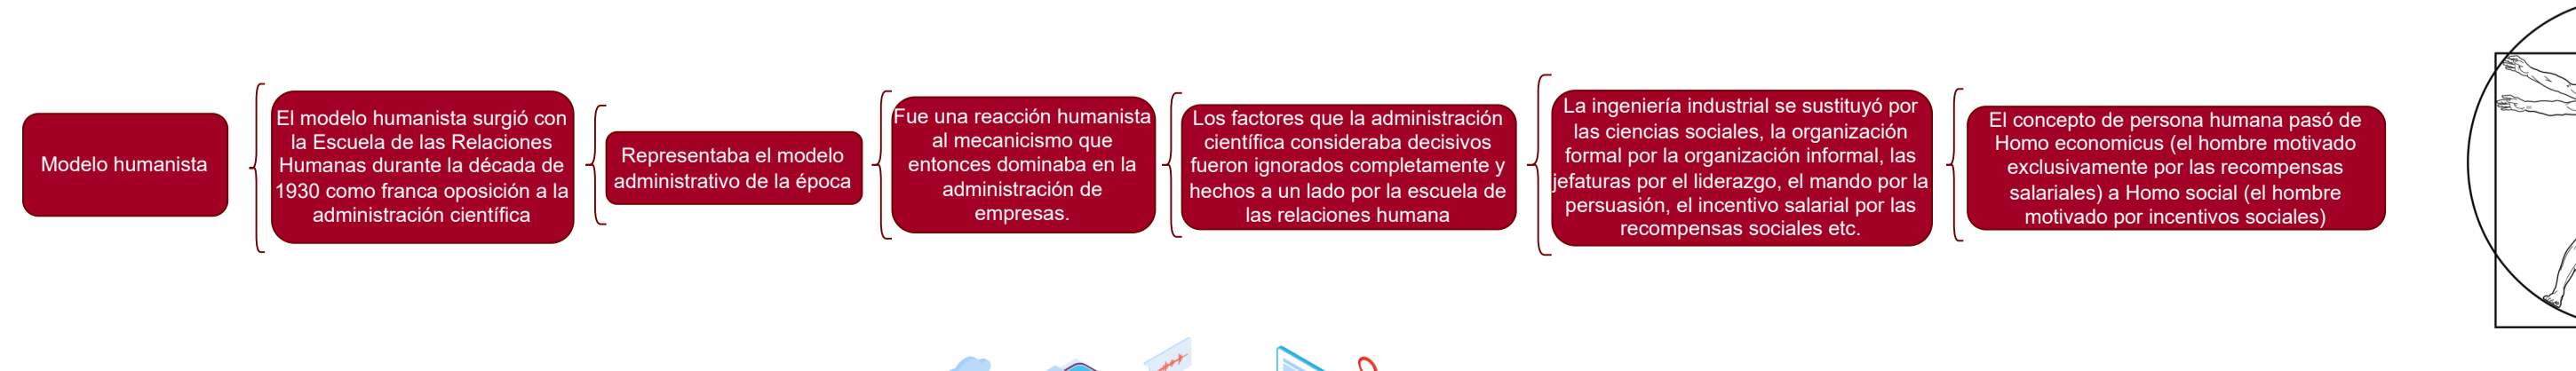 Modelo humanista
El modelo humanista surgió con
la Escuela de las Relaciones
Humanas durante la década de
1930 como franca oposición a la
administración científica
Representaba el modelo
administrativo de la época
Fue una reacción humanista
al mecanicismo que
entonces dominaba en la
administración de
empresas.
Los factores que la administración
científica consideraba decisivos
fueron ignorados completamente y
hechos a un lado por la escuela de
las relaciones humana
La ingeniería industrial se sustituyó por
las ciencias sociales, la organización
formal por la organización informal, las
jefaturas por el liderazgo, el mando por la
persuasión, el incentivo salarial por las
recompensas sociales etc.
El concepto de persona humana pasó de
Homo economicus (el hombre motivado
exclusivamente por las recompensas
salariales) a Homo social (el hombre
motivado por incentivos sociales)